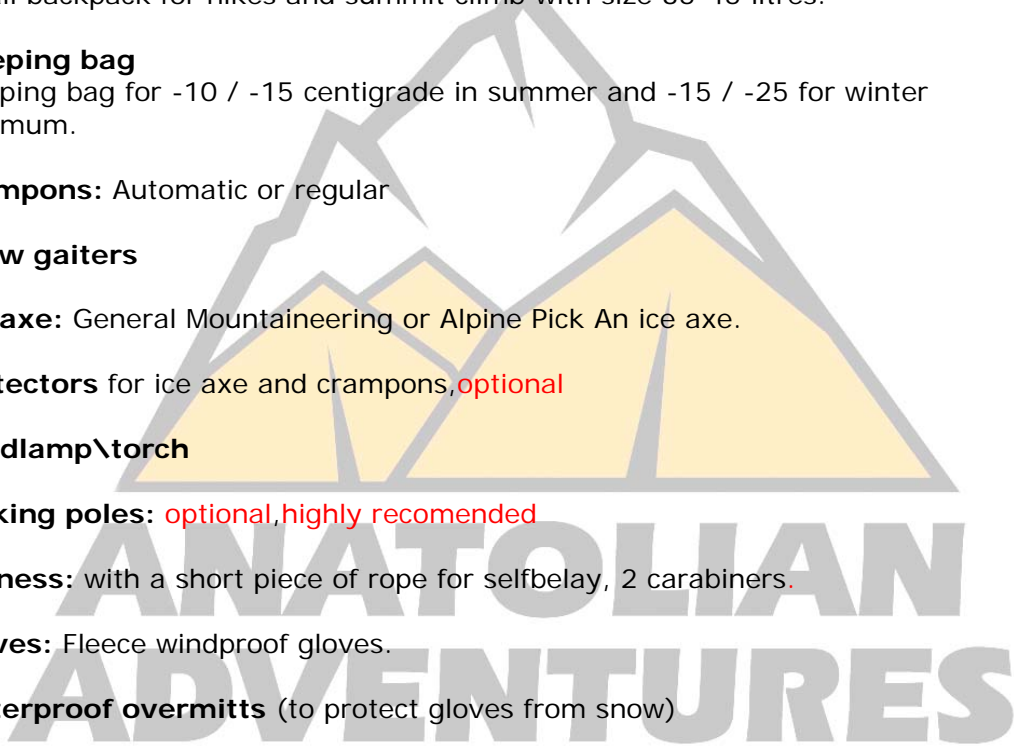 backpack for hikes and summit climb with size 30-40 litres.
eping bag
ping bag for -10 / -15 centigrade in summer and -15 / -25 for winter
mum.
mpons: Automatic or regular
w gaiters
axe: General Mountaineering or Alpine Pick An ice axe.
tectors for ice axe and crampons,optional
dlamp\torch
king poles: optional,highly recomended
ness: with a short piece of rope for selfbelay, 2 carabiners.
ves: Fleece windproof gloves.
terproof overmitts (to protect gloves from snow)
ANATOLIAN
ADVENTURES